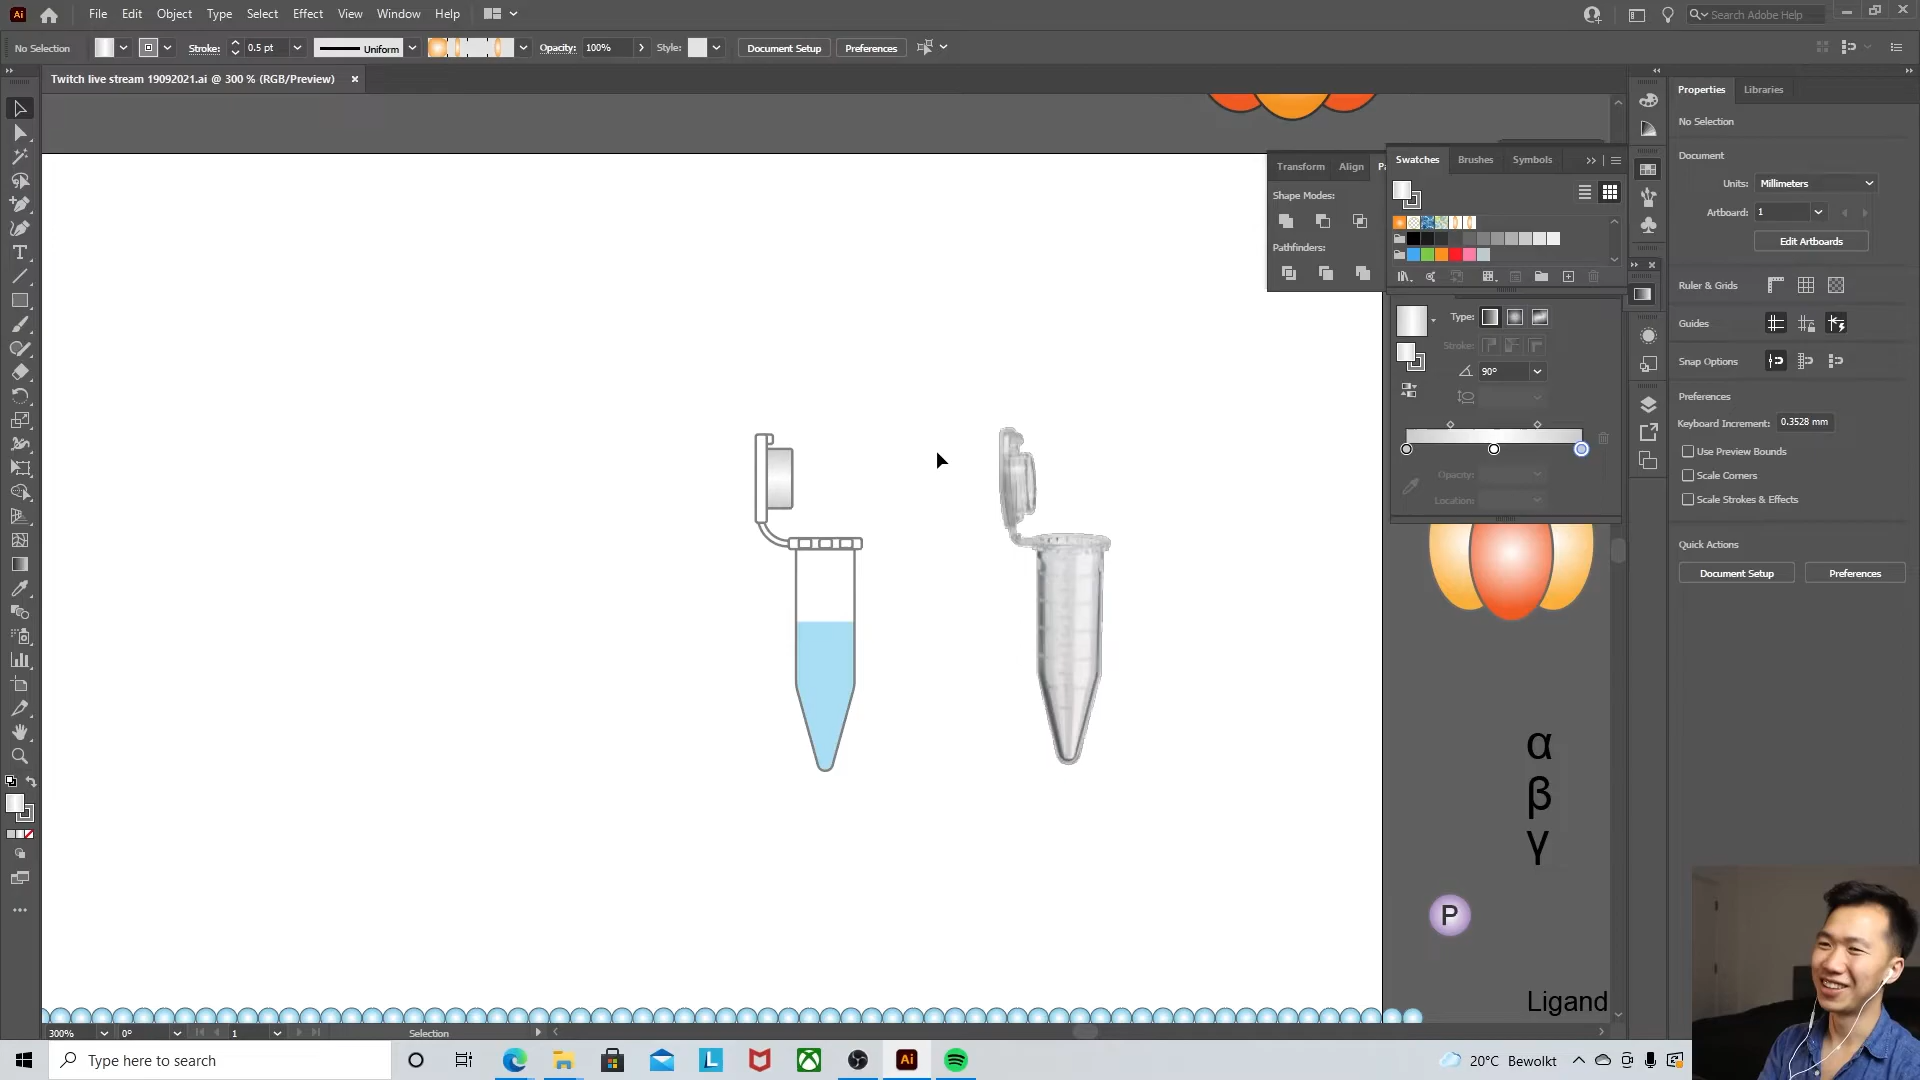 Ai File Edit Object Type Select Effect View Window Help Search Adobe Help
No Selection Stroke: 0.5 pt Uniform Opacity: 100% Style: Document Setup Preferences
Twitch live stream 19092021.ai @ 300 % (RGB/Preview)
Properties Libraries
No Selection
Document
Units: Millimeters
Artboard: 1
Edit Artboards
Ruler & Grids
Guides
Snap Options
Preferences
Keyboard Increment: 0.3528 mm
Use Preview Bounds
Scale Corners
Scale Strokes & Effects
Quick Actions
Document Setup Preferences
Transform Align
Shape Modes:
Pathfinders:
Swatches Brushes Symbols
Type:
Stroke:
90°
Opacity:
Location:
α
β
γ
P
Ligand
300% 0° 1 Selection
Type here to search
L
Ai
20°C Bewolkt